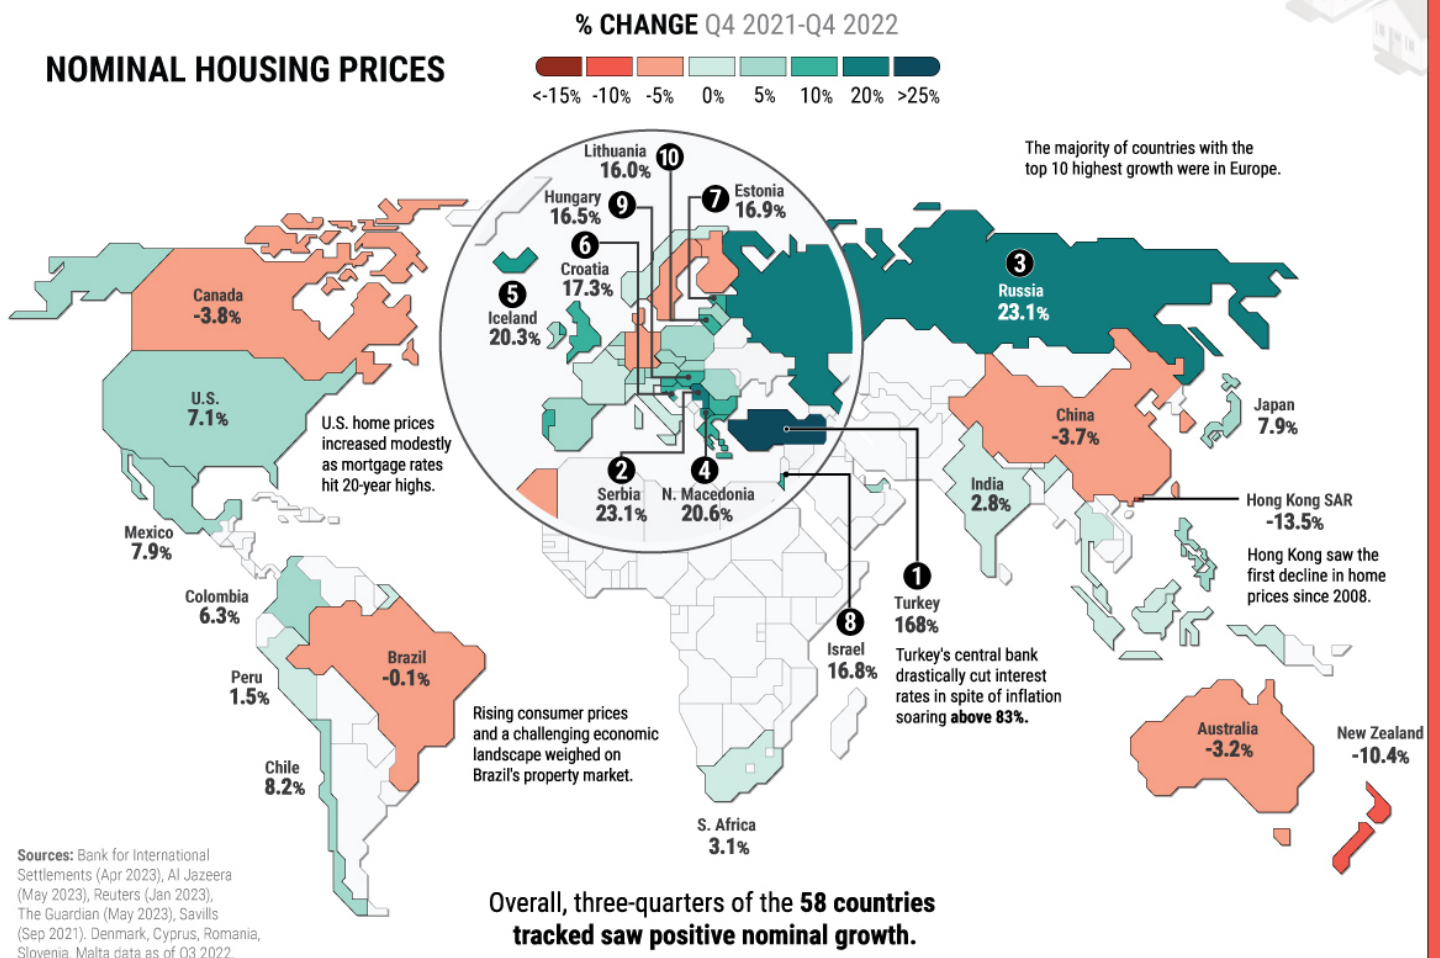 % CHANGE Q4 2021-Q4 2022
NOMINAL HOUSING PRICES
<-15% -10% -5% 0% 5% 10% 20% >25%
The majority of countries with the
top 10 highest growth were in Europe.
Lithuania
16.0%
10
Hungary
16.5%
9
7
Estonia
16.9%
6
Croatia
17.3%
5
Iceland
20.3%
3
Russia
23.1%
Canada
-3.8%
U.S.
7.1%
U.S. home prices
increased modestly
as mortgage rates
hit 20-year highs.
China
-3.7%
Japan
7.9%
2
Serbia
23.1%
4
N. Macedonia
20.6%
India
2.8%
Hong Kong SAR
-13.5%
Hong Kong saw the
first decline in home
prices since 2008.
Mexico
7.9%
Colombia
6.3%
1
Turkey
168%
Turkey's central bank
drastically cut interest
rates in spite of inflation
soaring above 83%.
8
Israel
16.8%
Brazil
-0.1%
Peru
1.5%
Rising consumer prices
and a challenging economic
landscape weighed on
Brazil's property market.
Chile
8.2%
Australia
-3.2%
New Zealand
-10.4%
S. Africa
3.1%
Sources: Bank for International
Settlements (Apr 2023), Al Jazeera
(May 2023), Reuters (Jan 2023),
The Guardian (May 2023), Savills
(Sep 2021). Denmark, Cyprus, Romania,
Slovenia, Malta data as of Q3 2022.
Overall, three-quarters of the 58 countries
tracked saw positive nominal growth.